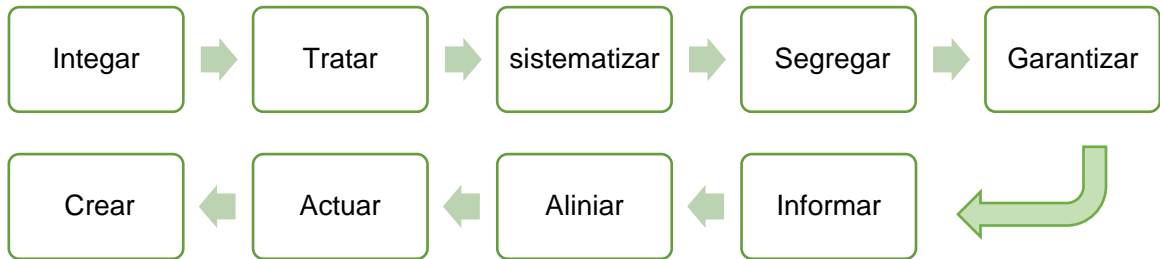 Integar
Tratar
sistematizar
Segregar
Garantizar
Informar
Aliniar
Actuar
Crear